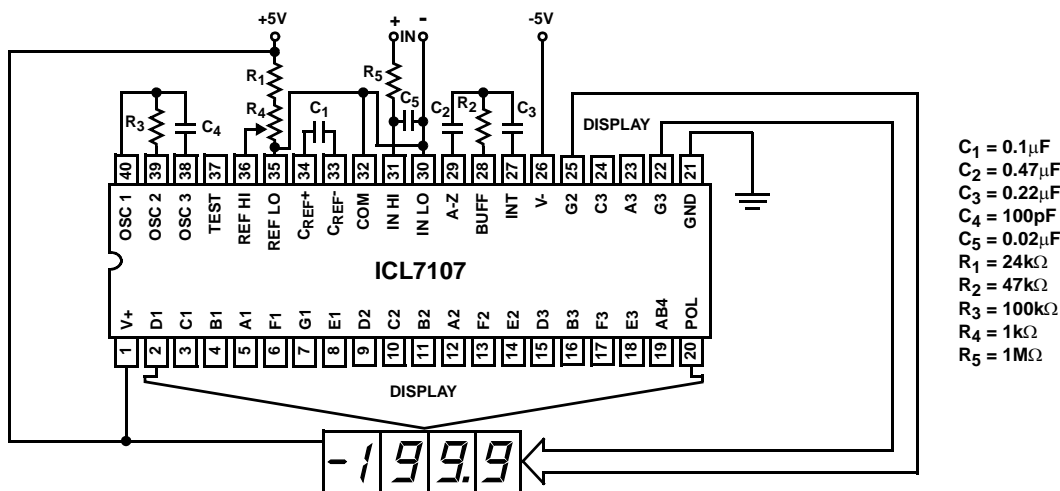 +5V
+
IN
-
-5V
R1
R5
R4
C1
C5
C2
R2
C3
R3
C4
DISPLAY
40 39 38 37 36 35 34 33 32 31 30 29 28 27 26 25 24 23 22 21
OSC 1
OSC 2
OSC 3
TEST
REF HI
REF LO
CREF+
CREF-
COM
IN HI
IN LO
A-Z
BUFF
INT
V-
G2
C3
A3
G3
GND
ICL7107
V+
D1
C1
B1
A1
F1
G1
E1
D2
C2
B2
A2
F2
E2
D3
B3
F3
E3
AB4
POL
1 2 3 4 5 6 7 8 9 10 11 12 13 14 15 16 17 18 19 20
DISPLAY
-199.9
C1 = 0.1µF
C2 = 0.47µF
C3 = 0.22µF
C4 = 100pF
C5 = 0.02µF
R1 = 24kΩ
R2 = 47kΩ
R3 = 100kΩ
R4 = 1kΩ
R5 = 1MΩ